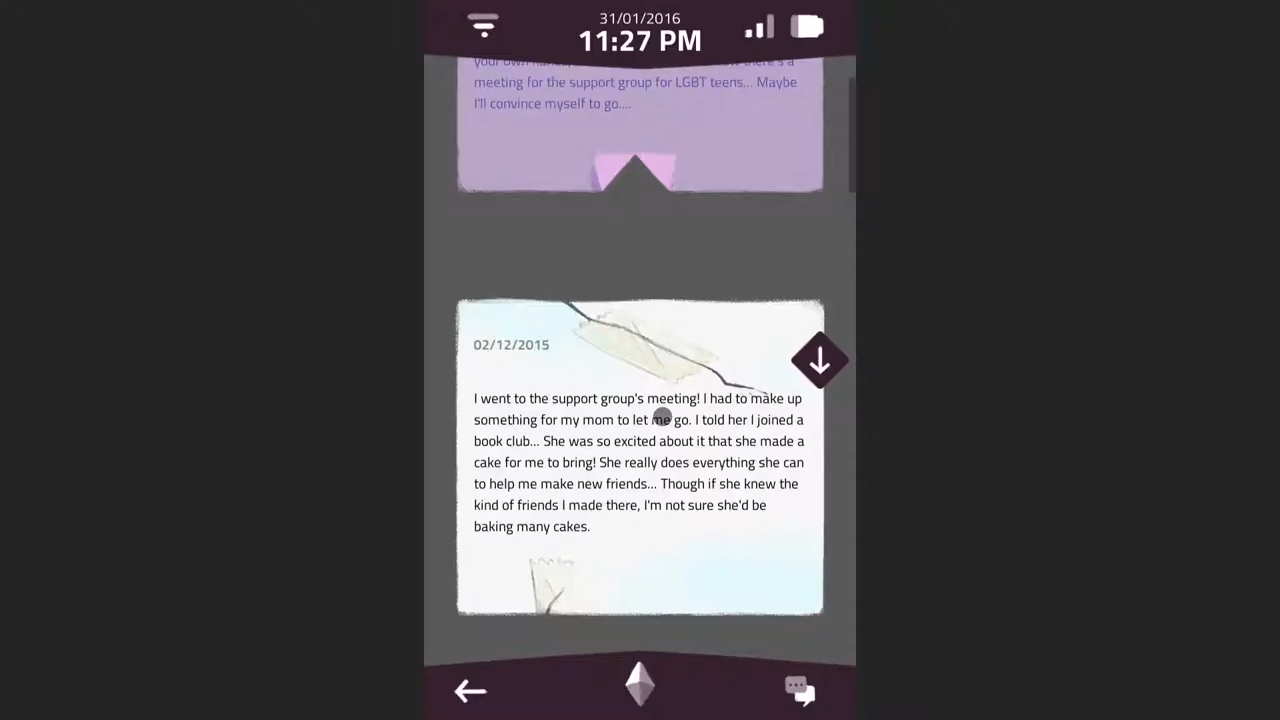 31/01/2016
11:27 PM
your own
meeting for the support group for LGBT teens... Maybe
I'll convince myself to go....
02/12/2015
I went to the support group's meeting! I had to make up
something for my mom to let me go. I told her I joined a
book club... She was so excited about it that she made a
cake for me to bring! She really does everything she can
to help me make new friends... Though if she knew the
kind of friends I made there, I'm not sure she'd be
baking many cakes.